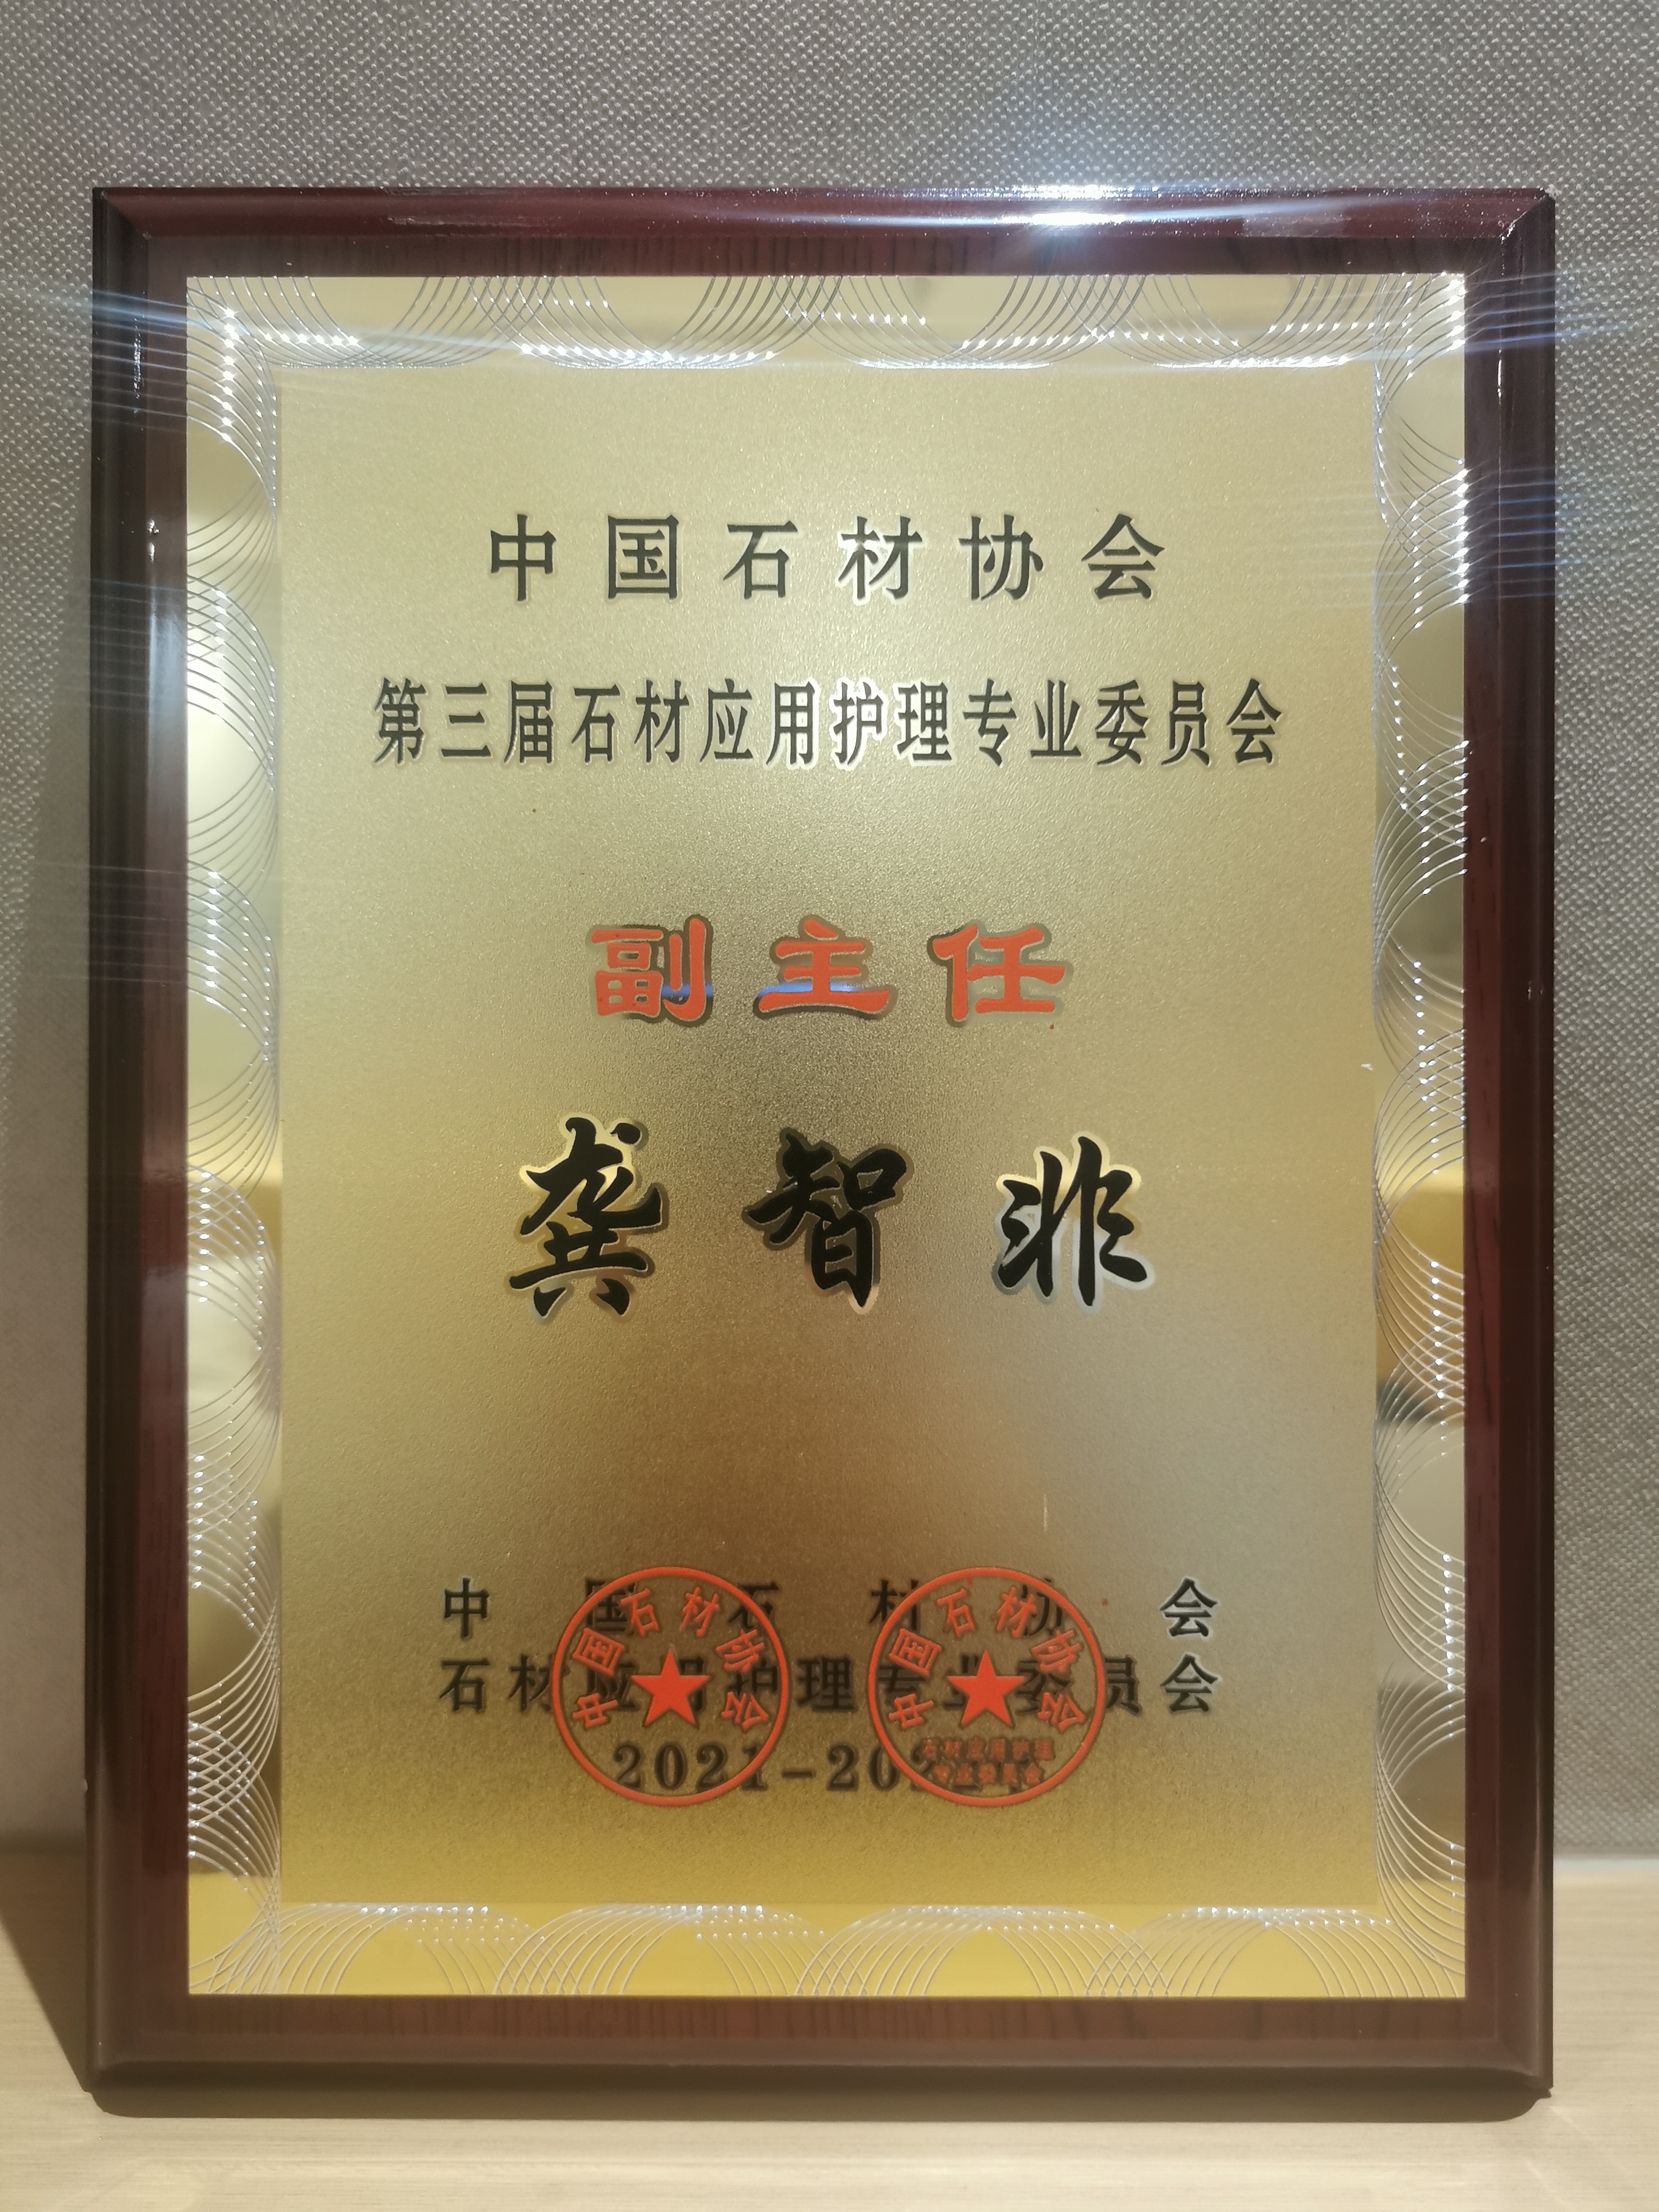 中国石材协会
第三届石材应用护理专业委员会
副主任
龚智非
中国石材协会
石材应用护理专业委员会
2021-202
中国石材协会
中国石材协会
石材应用护理
专业委员会